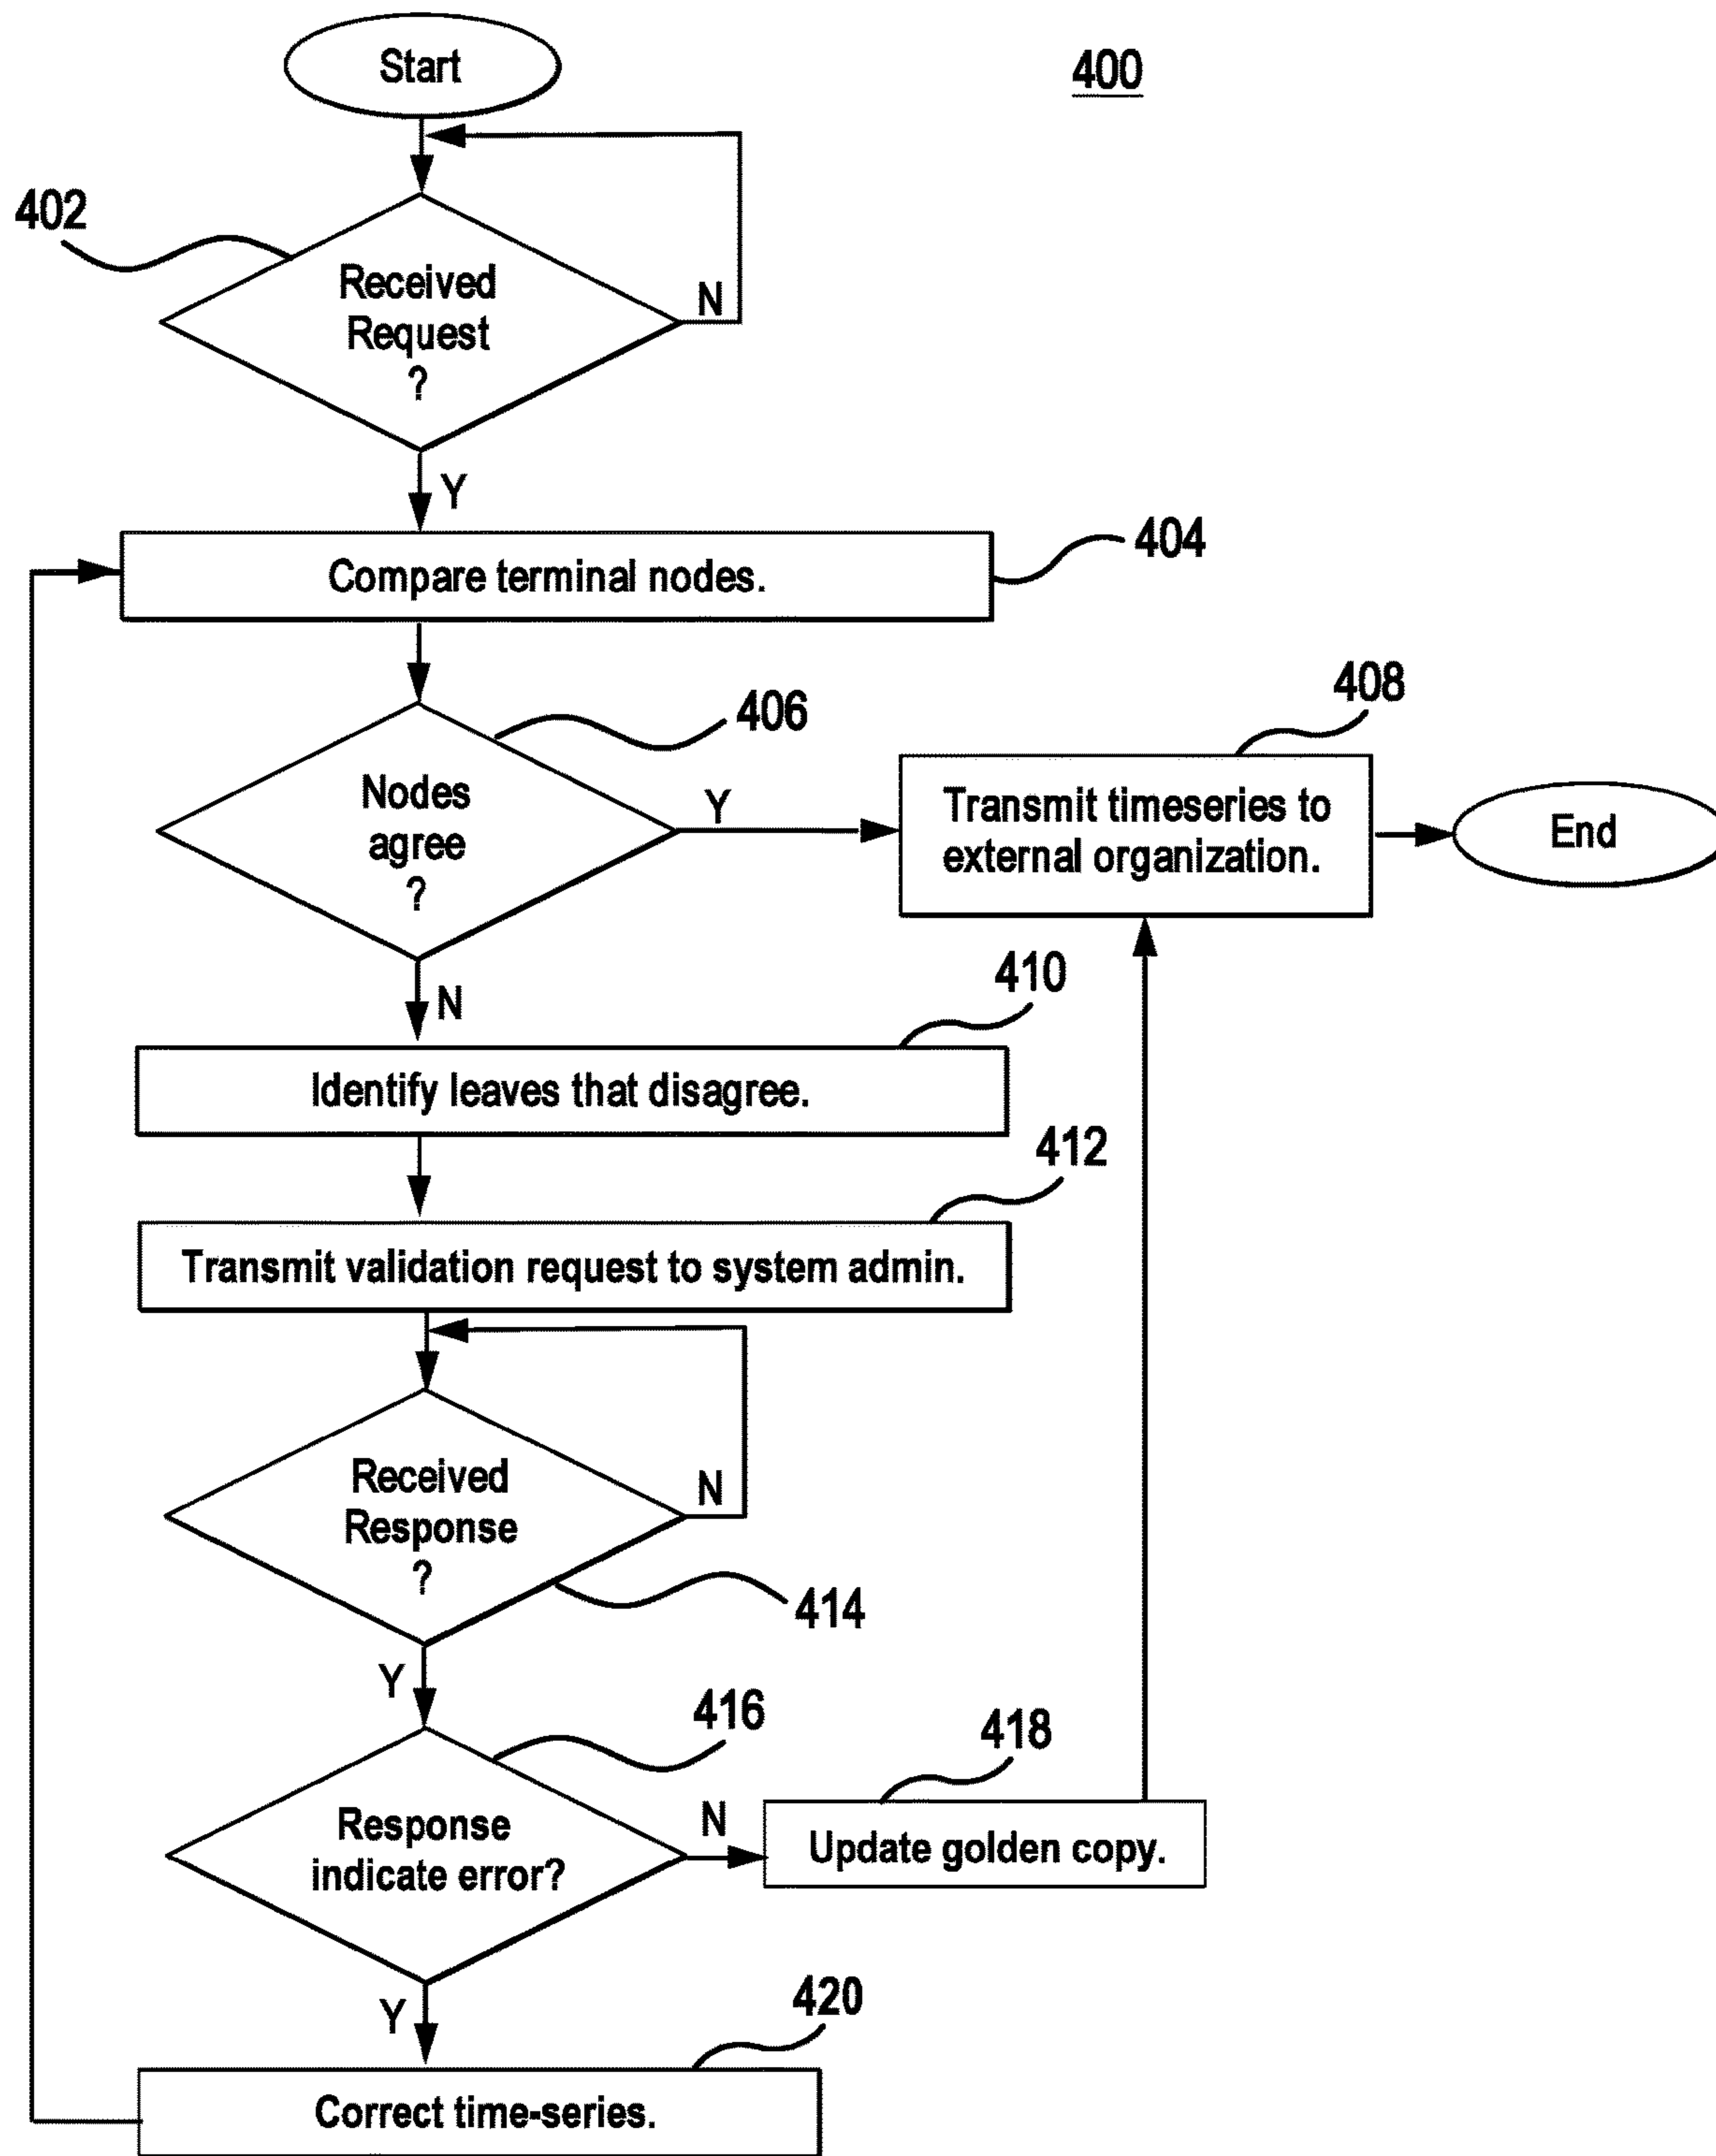 Start
400
402
Received
Request
?
N
Y
404
Compare terminal nodes.
406
408
Nodes
agree
?
Y
Transmit timeseries to
external organization.
End
N
410
Identify leaves that disagree.
412
Transmit validation request to system admin.
Received
Response
?
N
414
Y
416
418
Response
indicate error?
N
Update golden copy.
Y
420
Correct time-series.